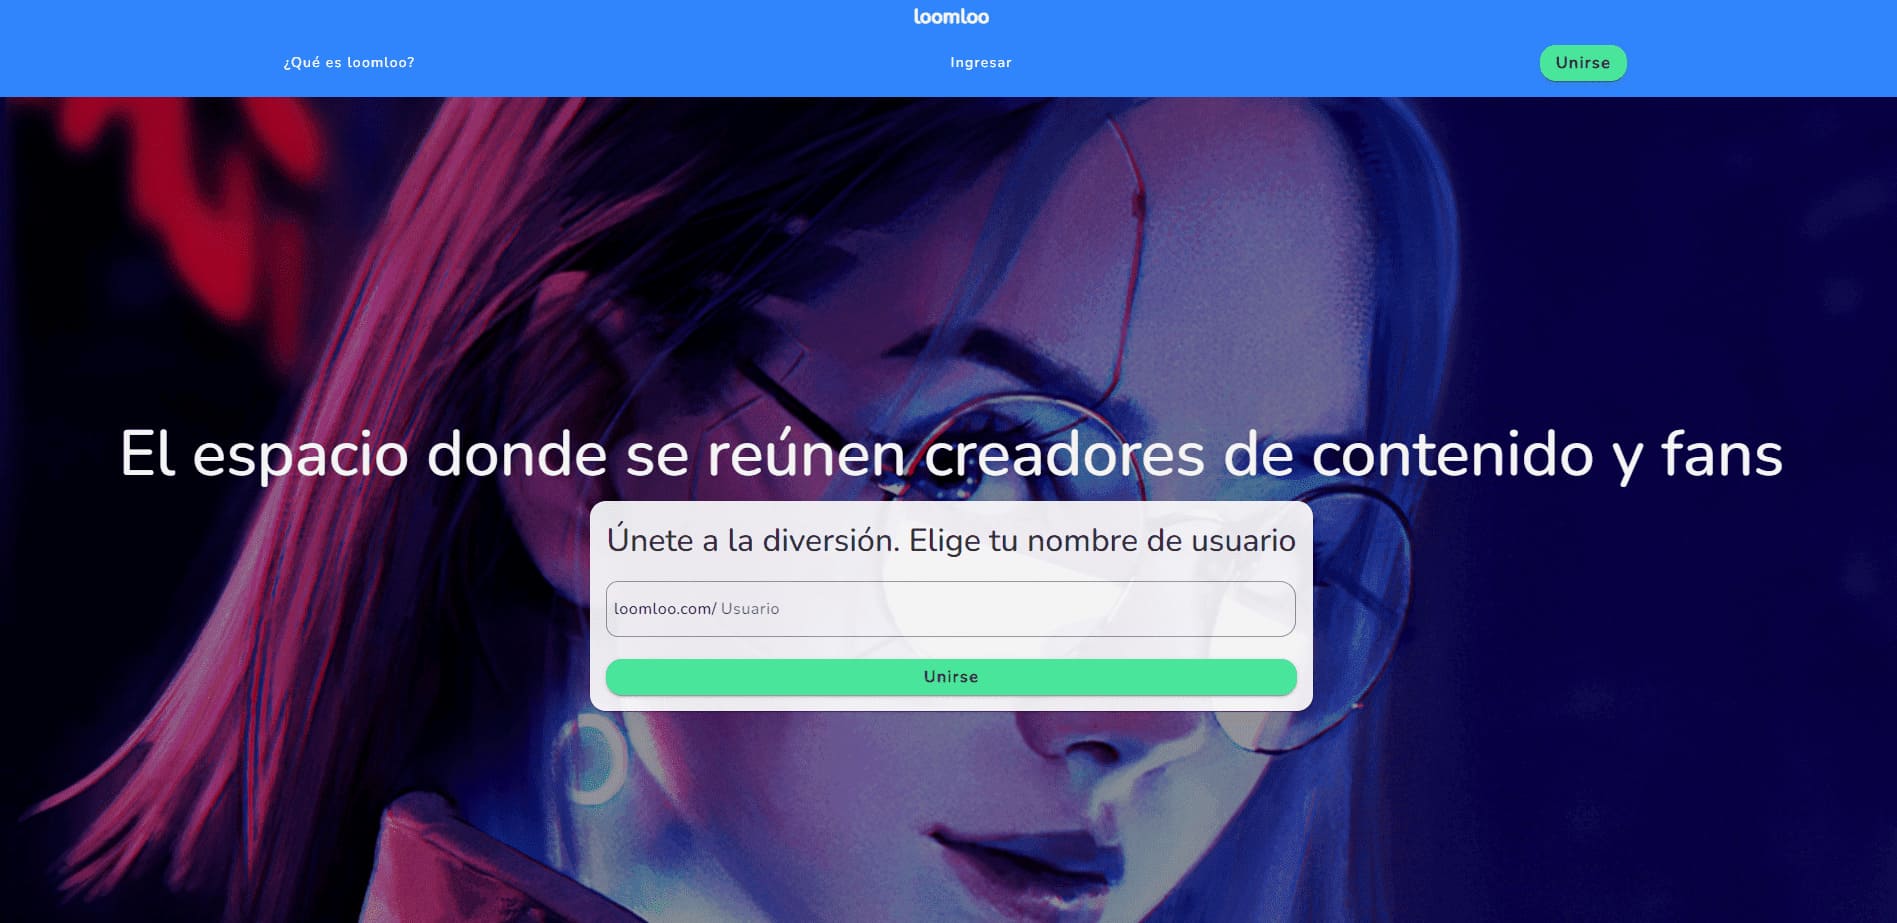 loomloo
¿Qué es loomloo?
Ingresar
Unirse
El espacio donde se reúnen creadores de contenido y fans
Únete a la diversión. Elige tu nombre de usuario
loomloo.com/ Usuario
Unirse